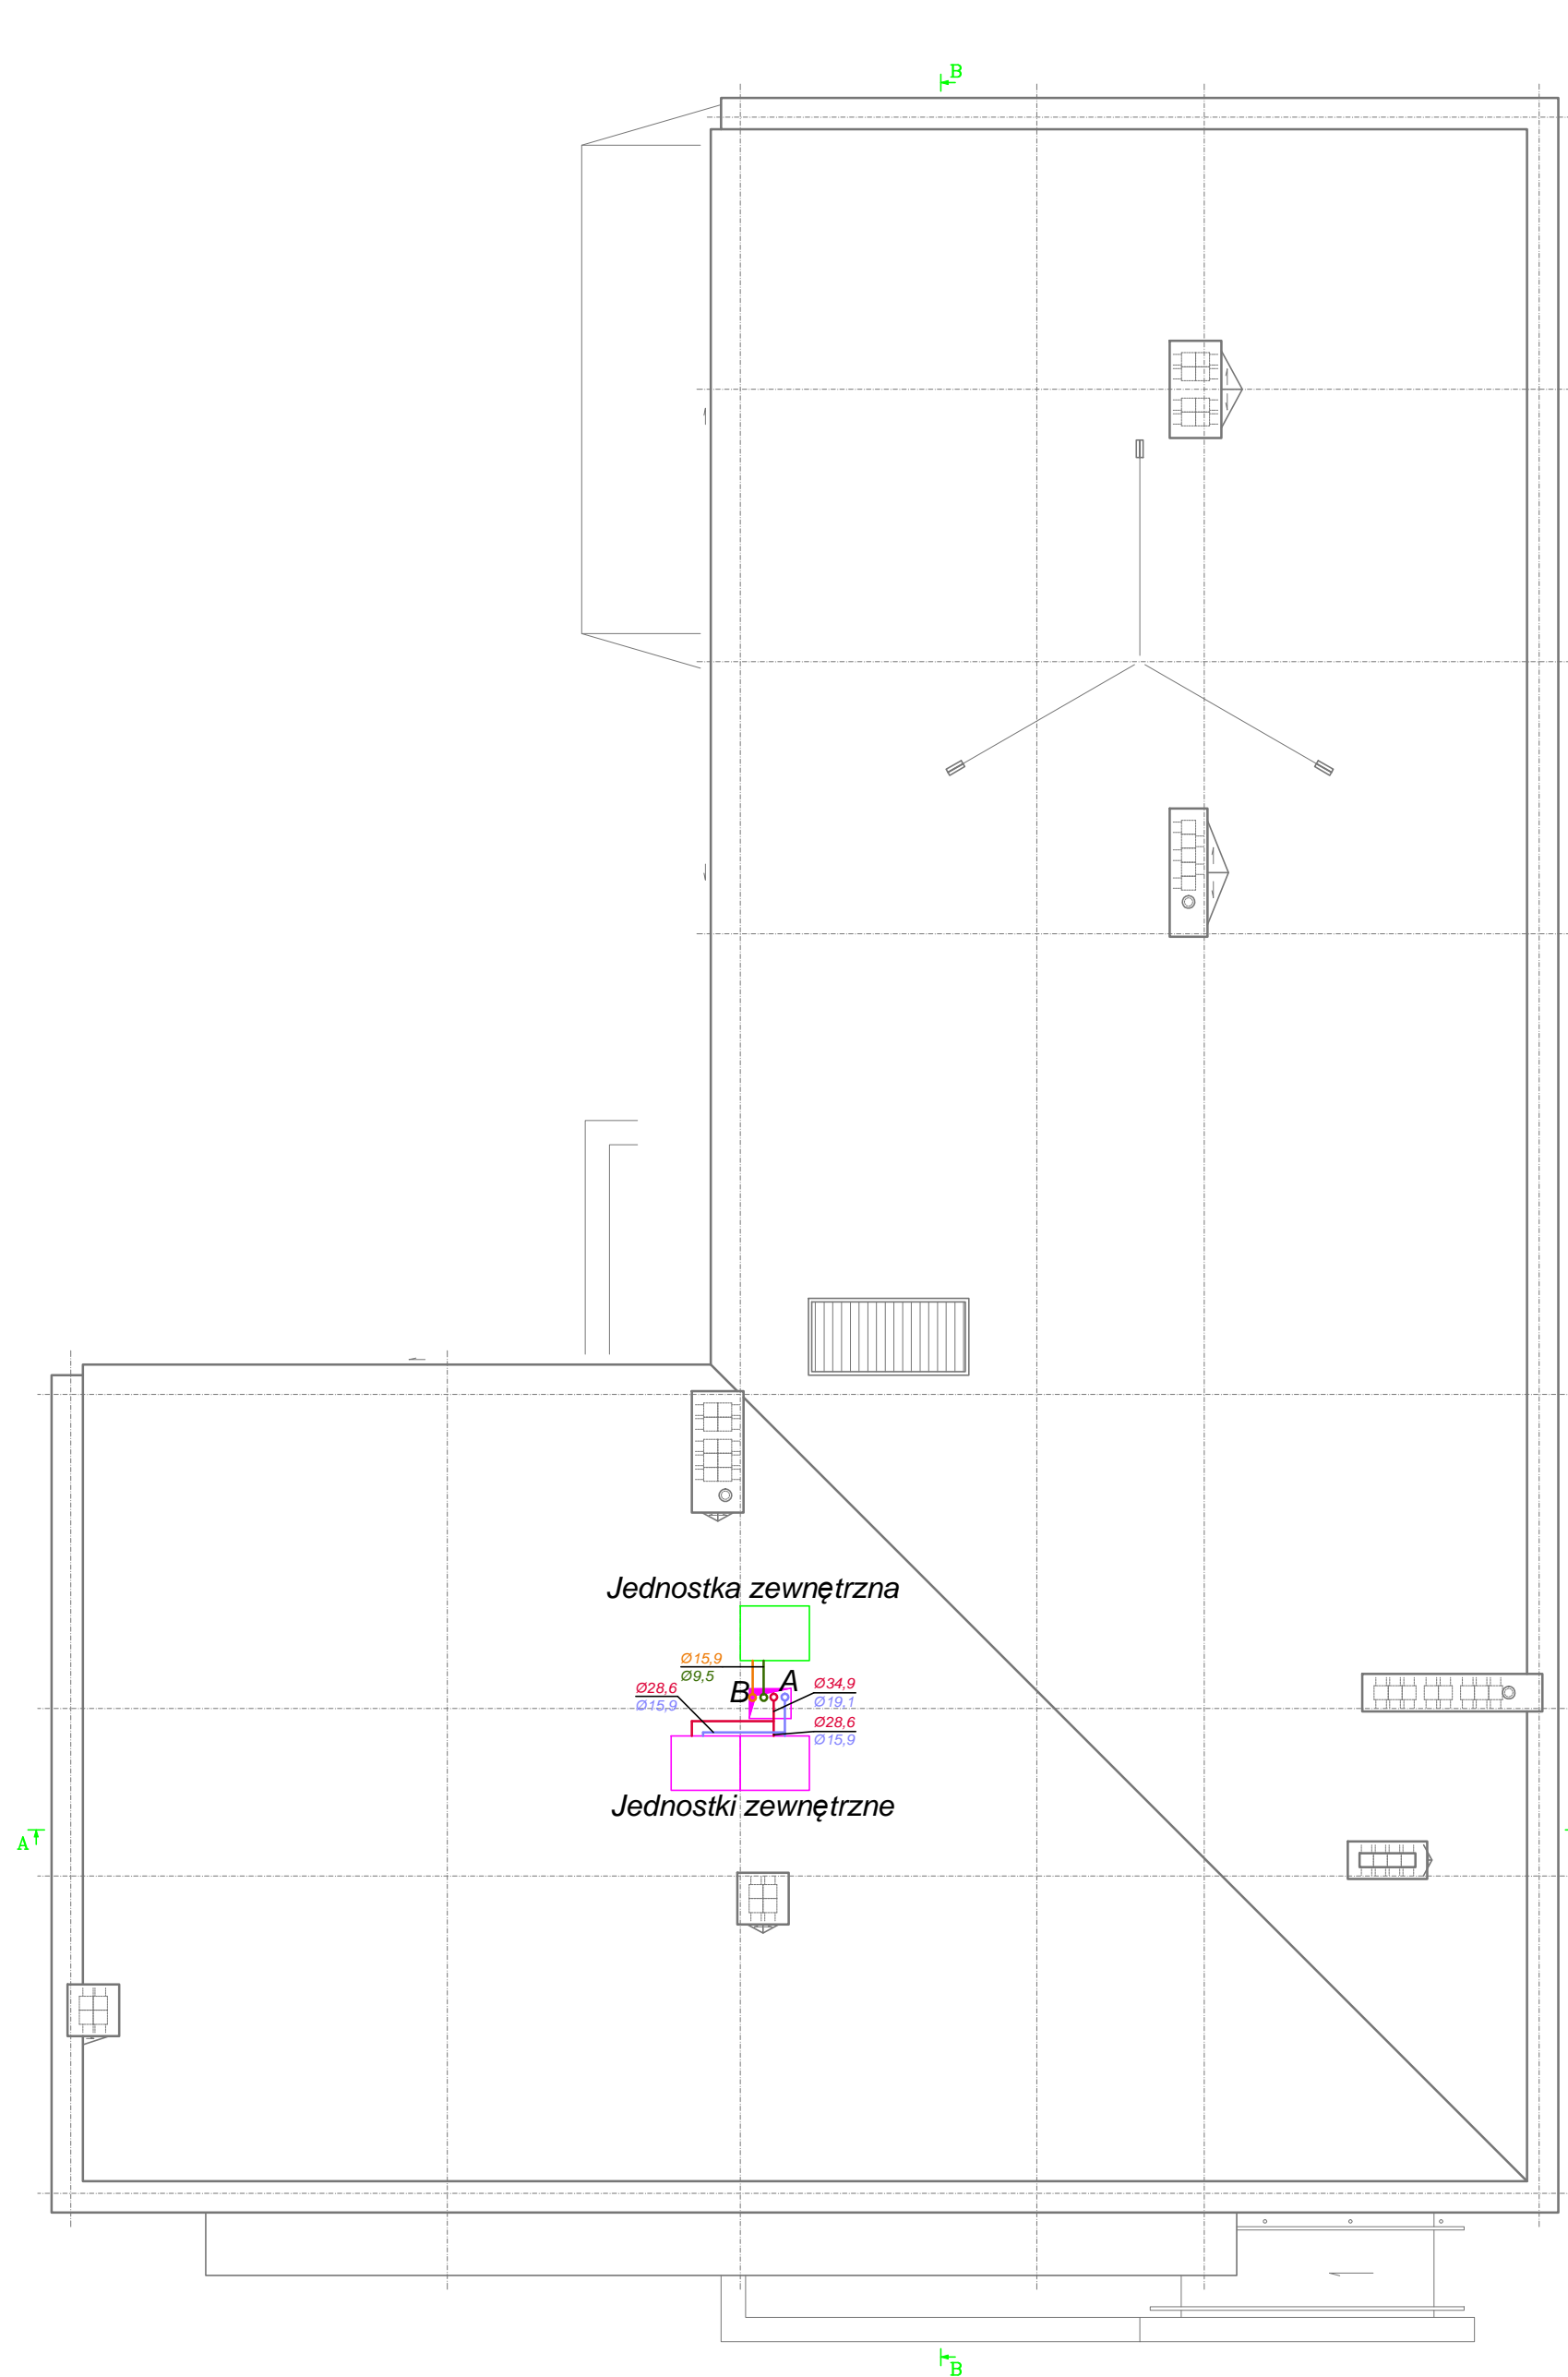 B
Jednostka zewnętrzna
Ø15,9
Ø9,5
Ø28,6
Ø15,9
B
A
Ø34,9
Ø19,1
Ø28,6
Ø15,9
Jednostki zewnętrzne
A
B